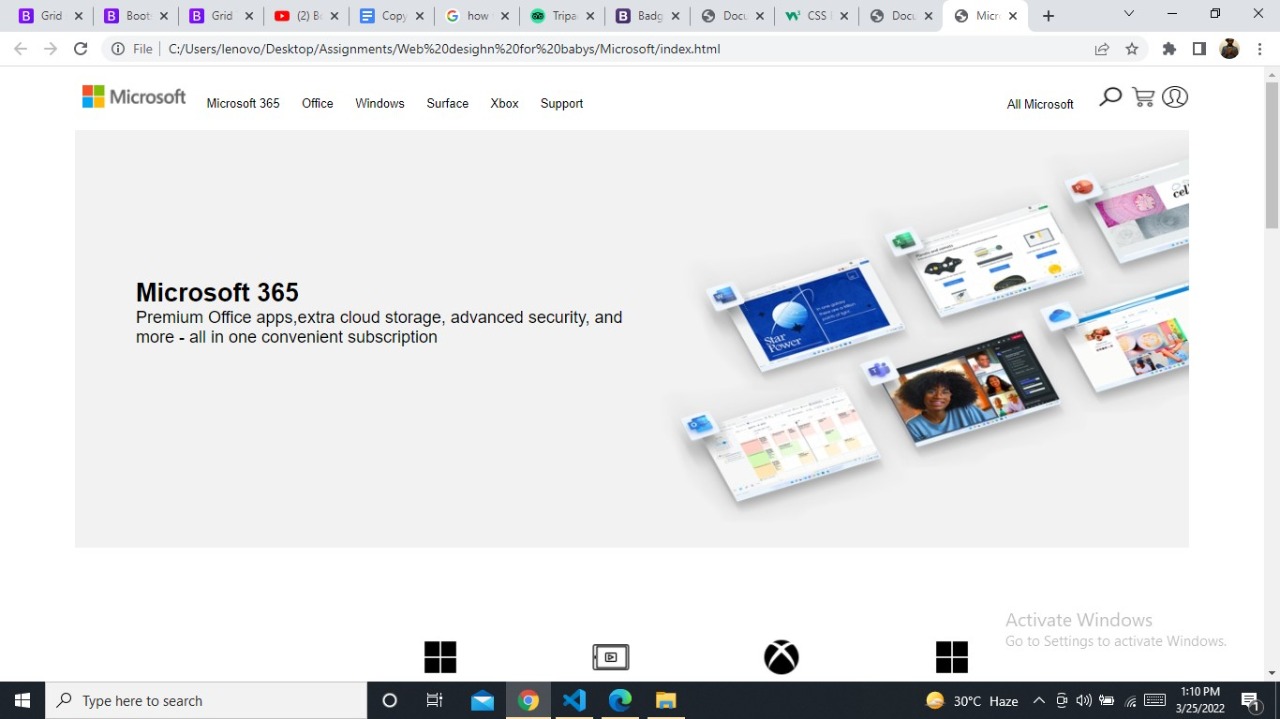 Grid
Boot
Grid
(2) B
Copy
how
Tripa
Badg
Docu
CSS
Docu
Micr
File
C:/Users/lenovo/Desktop/Assignments/Web%20desighn%20for%20babys/Microsoft/index.html
Microsoft Microsoft 365 Office Windows Surface Xbox Support All Microsoft
cel
Star Power
Microsoft 365
Premium Office apps,extra cloud storage, advanced security, and
more - all in one convenient subscription
Activate Windows
Go to Settings to activate Windows.
Type here to search
30°C Haze
1:10 PM
3/25/2022
1